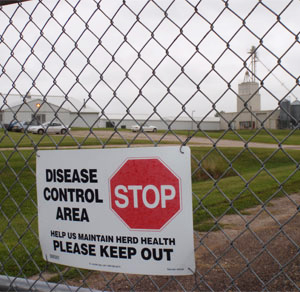 DISEASE
CONTROL
AREA
STOP
HELP US MAINTAIN HERD HEALTH
PLEASE KEEP OUT